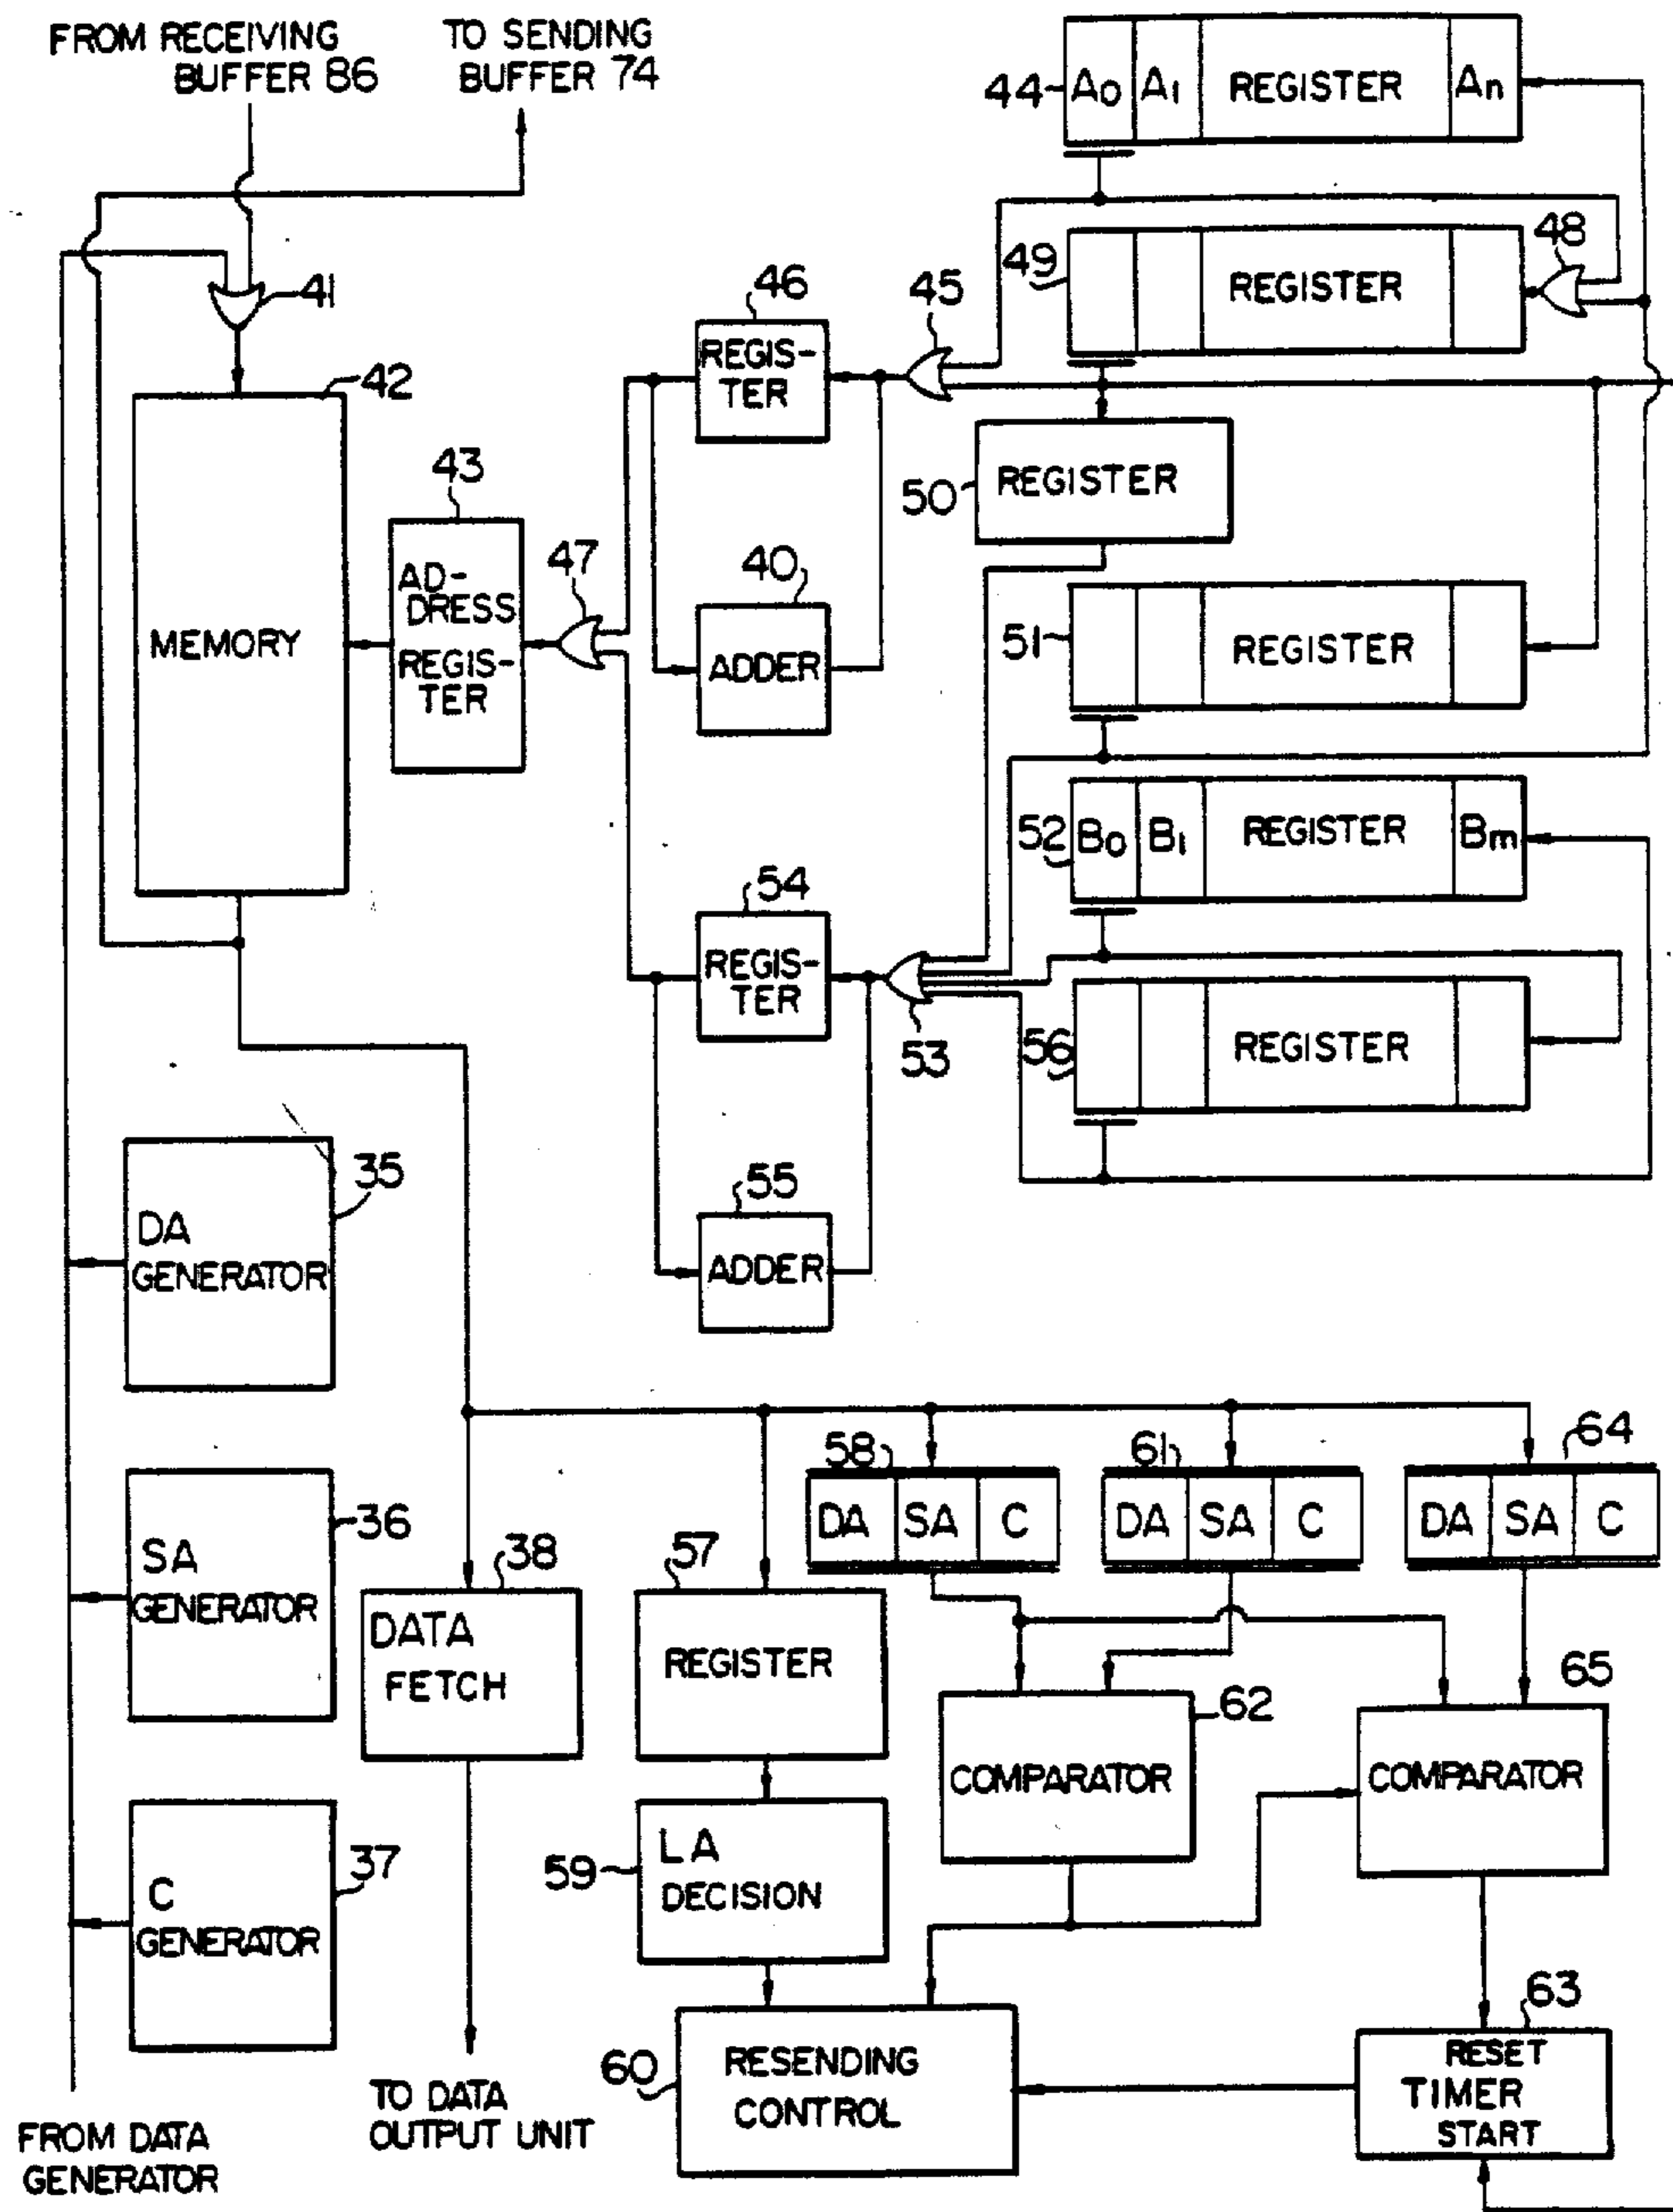 FROM RECEIVING
BUFFER 86
TO SENDING
BUFFER 74
44
A0 A1 REGISTER An
41
49
REGISTER
48
46
REGIS-
TER
45
42
MEMORY
43
AD-
DRESS
REGIS-
TER
47
50
REGISTER
40
ADDER
51
REGISTER
52
B0 B1 REGISTER Bm
54
REGIS-
TER
53
56
REGISTER
55
ADDER
35
DA
GENERATOR
36
SA
GENERATOR
37
C
GENERATOR
58
DA SA C
61
DA SA C
64
DA SA C
38
DATA
FETCH
57
REGISTER
62
COMPARATOR
65
COMPARATOR
59
LA
DECISION
60
RESENDING
CONTROL
63
RESET
TIMER
START
TO DATA
OUTPUT UNIT
FROM DATA
GENERATOR